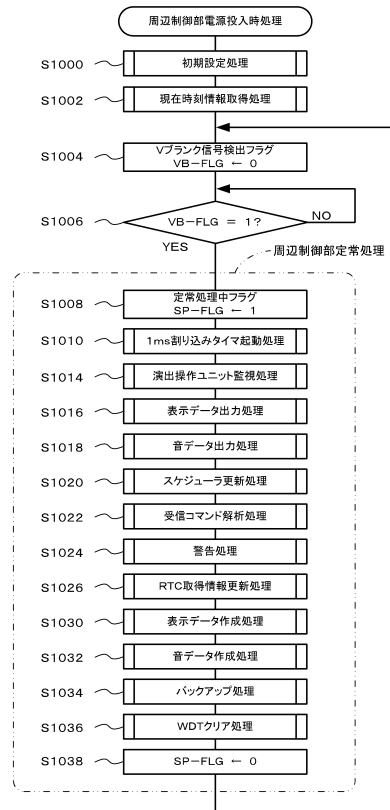 周辺制御部電源投入時処理
S1000 初期設定処理
S1002 現在時刻情報取得処理
S1004 Vブランク信号検出フラグ
VB-FLG ← 0
S1006 VB-FLG = 1? NO
YES
周辺制御部定常処理
S1008 定常処理中フラグ
SP-FLG ← 1
S1010 1ms割り込みタイマ起動処理
S1014 演出操作ユニット監視処理
S1016 表示データ出力処理
S1018 音データ出力処理
S1020 スケジューラ更新処理
S1022 受信コマンド解析処理
S1024 警告処理
S1026 RTC取得情報更新処理
S1030 表示データ作成処理
S1032 音データ作成処理
S1034 バックアップ処理
S1036 WDTクリア処理
S1038 SP-FLG ← 0